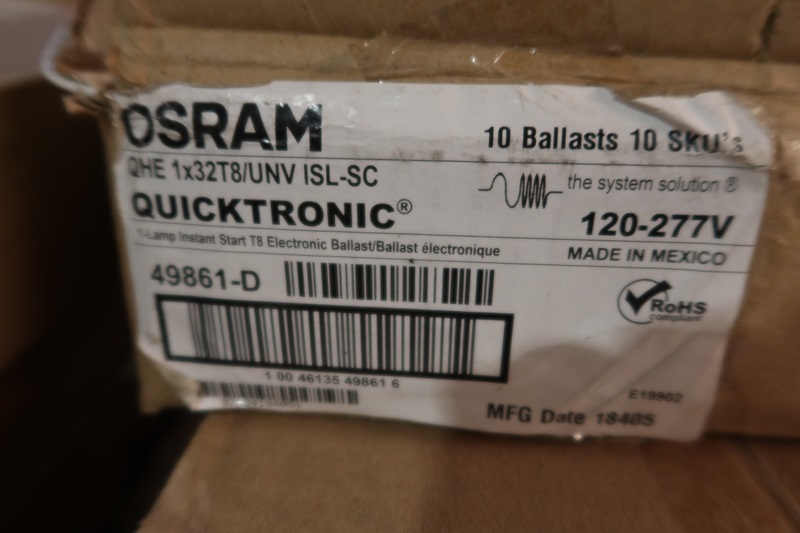 OSRAM
10 Ballasts 10 SKU's
QHE 1x32T8/UNV ISL-SC
the system solution ®
QUICKTRONIC®
120-277V
1-Lamp Instant Start T8 Electronic Ballast/Ballast électronique
MADE IN MEXICO
49861-D
RoHS
compliant
1 00 46135 49861 6
E19902
MFG Date 18405